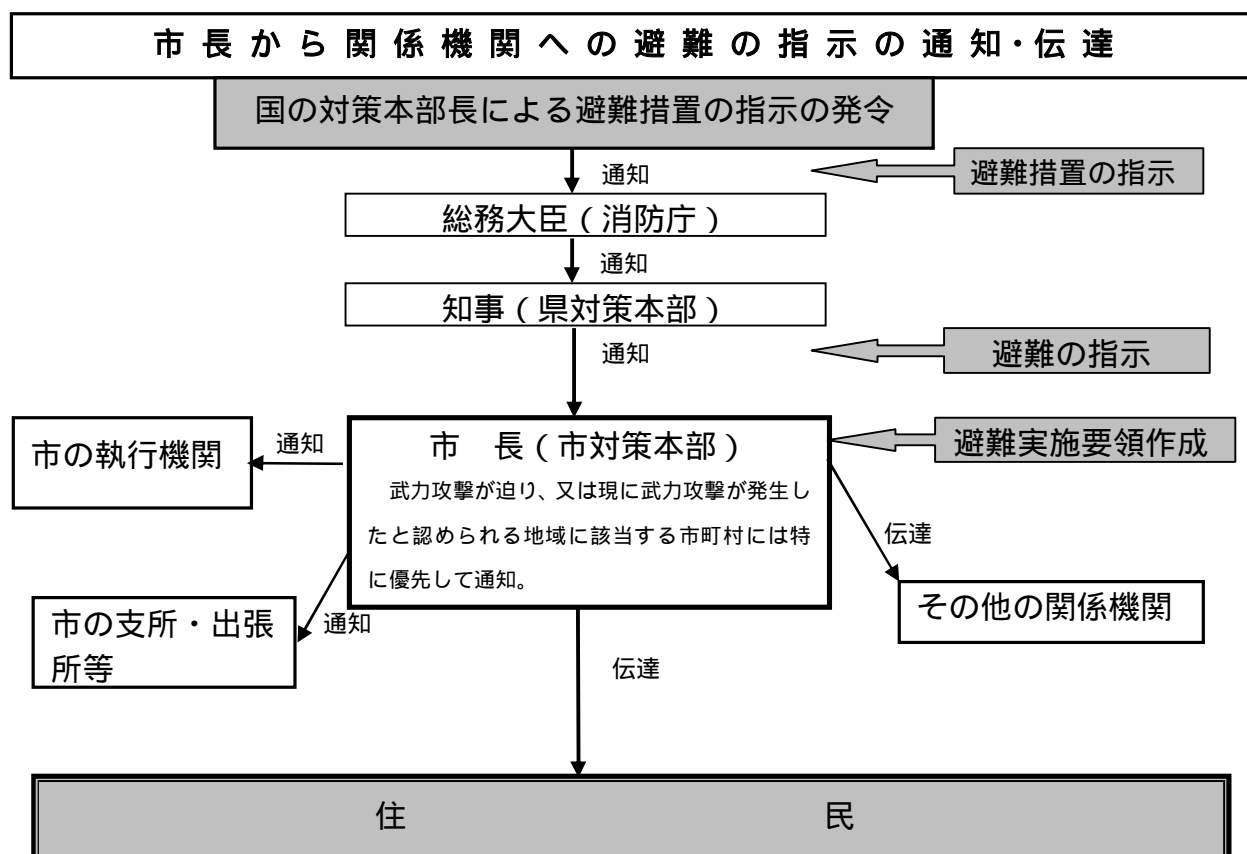 市長から関係機関への避難の指示の通知・伝達
国の対策本部長による避難措置の指示の発令
通知
避難措置の指示
総務大臣（消防庁）
通知
知事（県対策本部）
通知
避難の指示
市の執行機関
通知
市　長（市対策本部）
武力攻撃が迫り、又は現に武力攻撃が発生し
たと認められる地域に該当する市町村には特
に優先して通知。
避難実施要領作成
伝達
その他の関係機関
市の支所・出張
所等
通知
伝達
住　民